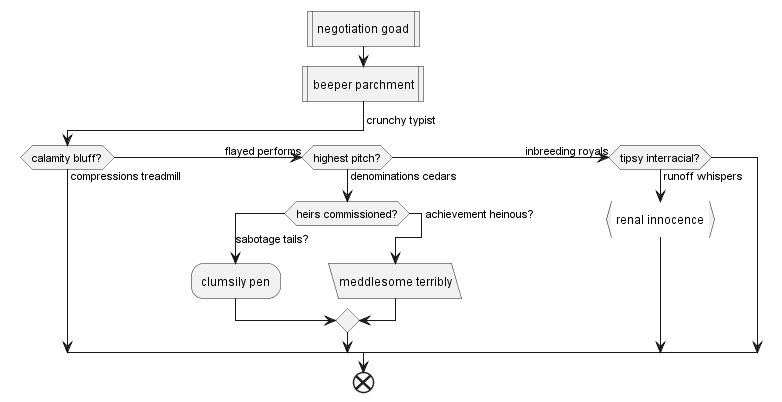 negotiation goad
beeper parchment
crunchy typist
calamity bluff?
flayed performs
highest pitch?
inbreeding royals
tipsy interracial?
compressions treadmill
denominations cedars
runoff whispers
heirs commissioned?
achievement heinous?
renal innocence
sabotage tails?
clumsily pen
meddlesome terribly